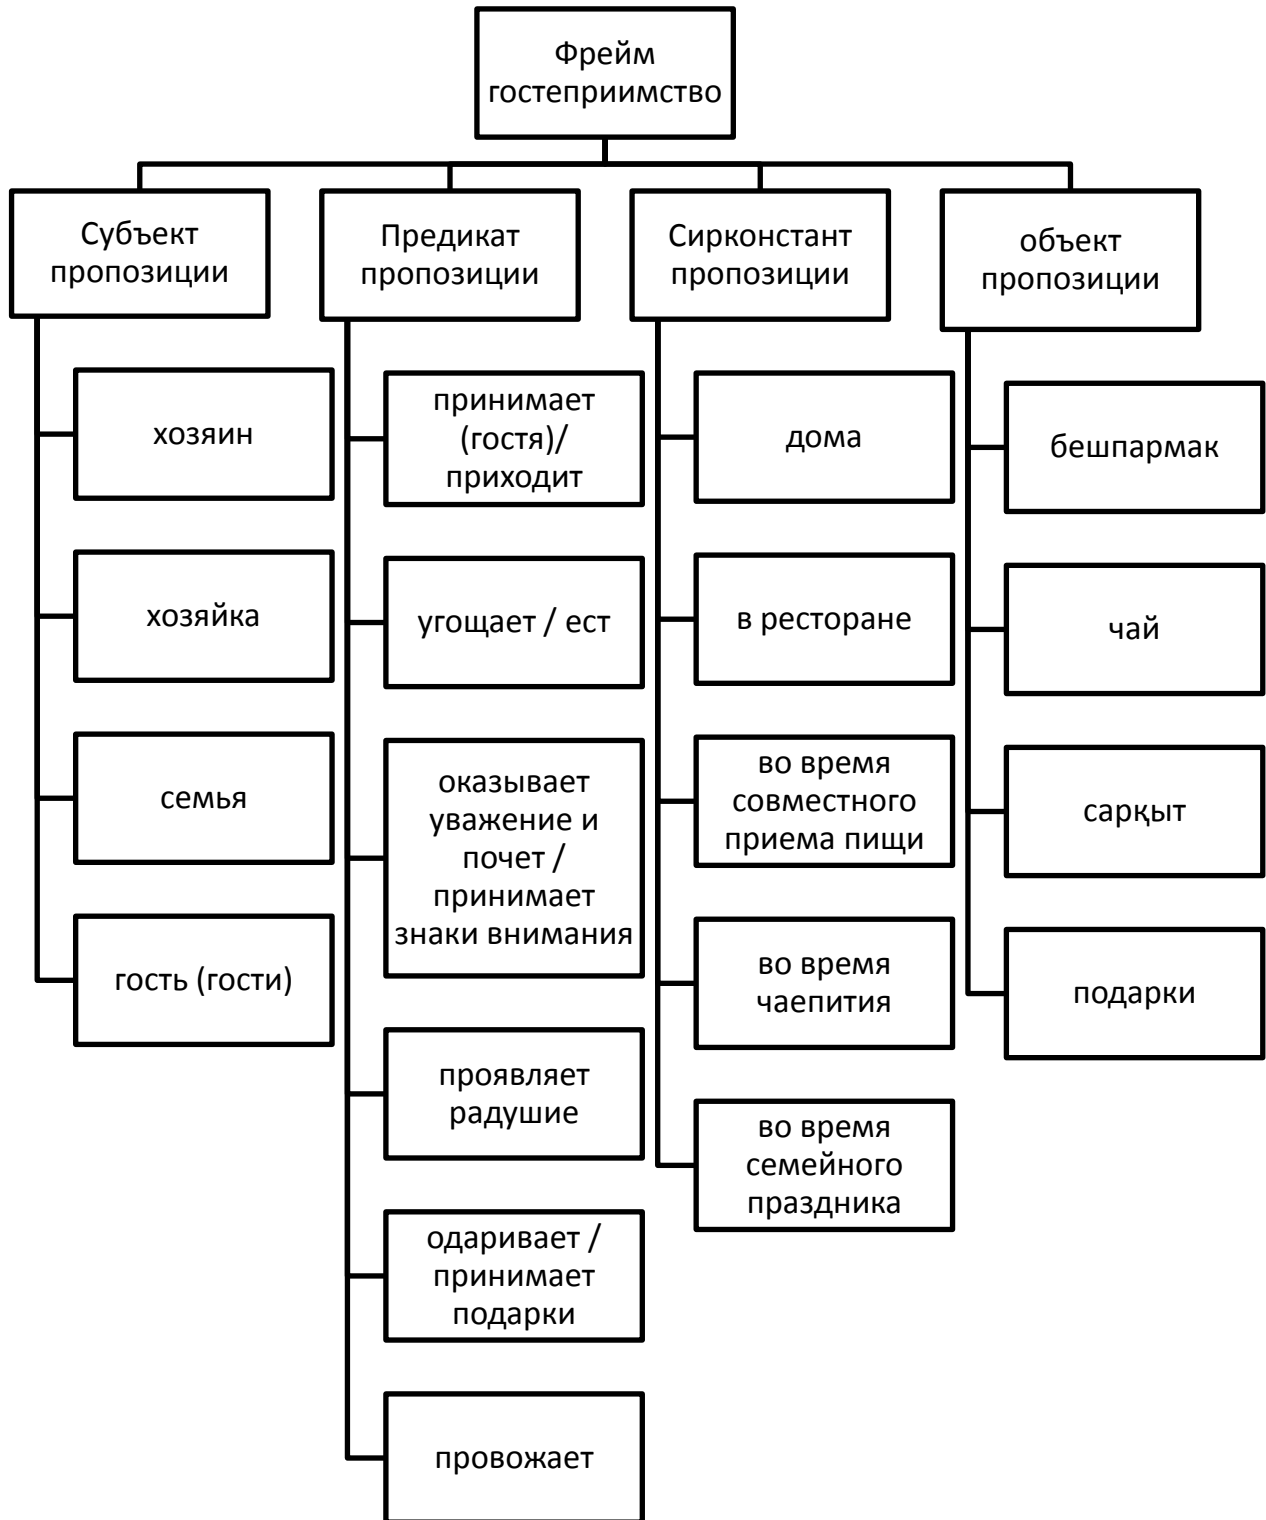 Фрейм
гостеприимство
Субъект
пропозиции
хозяин
хозяйка
семья
гость (гости)
Предикат
пропозиции
принимает
(гостя)/
приходит
угощает / ест
оказывает
уважение и
почет /
принимает
знаки внимания
проявляет
радушие
одаривает /
принимает
подарки
провожает
Сирконстант
пропозиции
дома
в ресторане
во время
совместного
приема пищи
во время
чаепития
во время
семейного
праздника
объект
пропозиции
бешпармак
чай
сарқыт
подарки